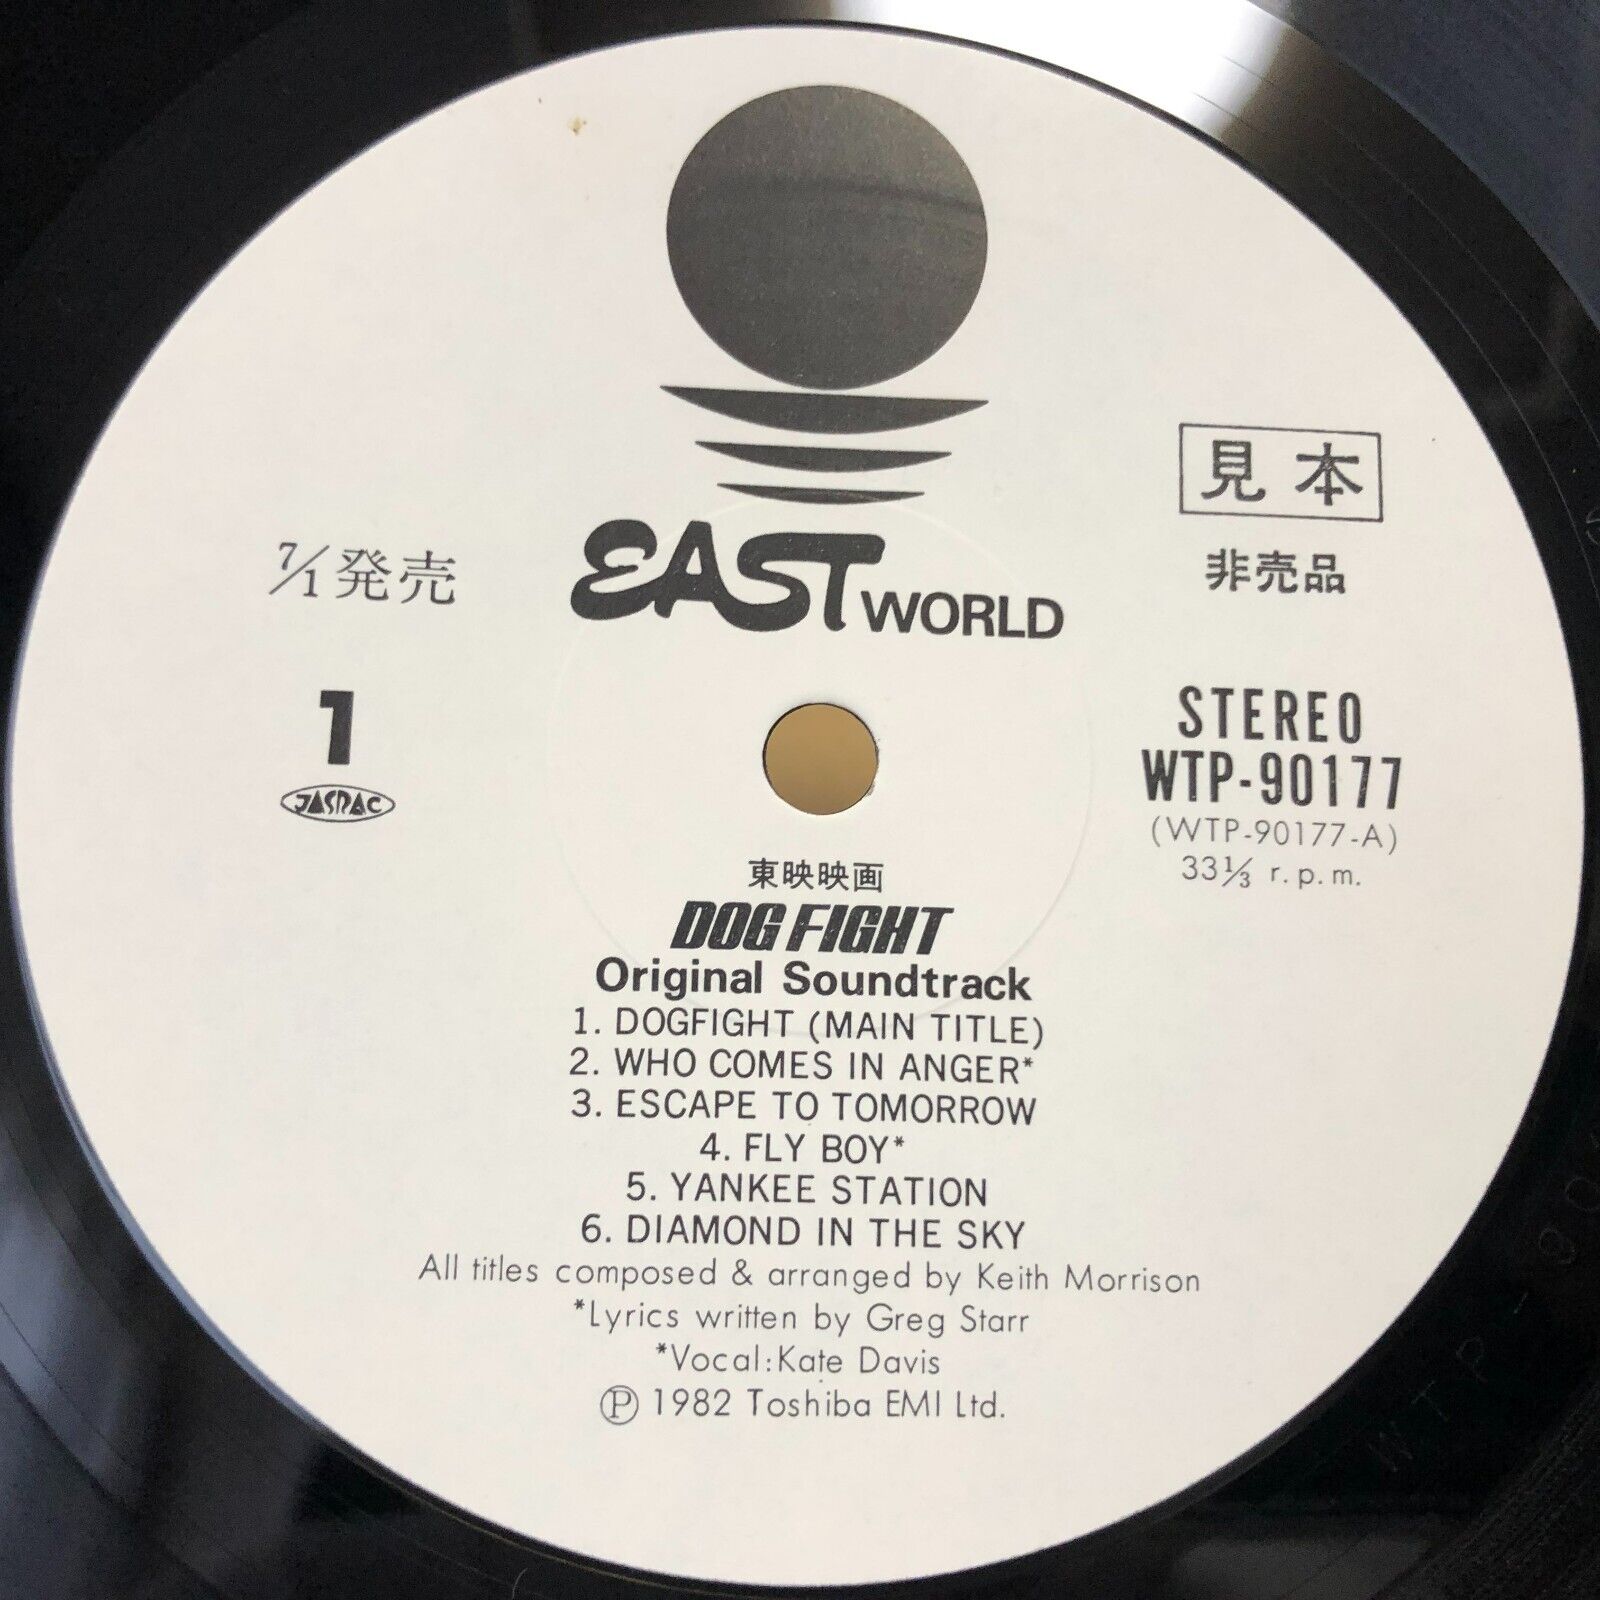 見本
7/1発売
EAST WORLD
非売品
1
JASRAC
STEREO
WTP-90177
(WTP-90177-A)
33⅓ r.p.m.
東映映画
DOG FIGHT
Original Soundtrack
1. DOGFIGHT (MAIN TITLE)
2. WHO COMES IN ANGER*
3. ESCAPE TO TOMORROW
4. FLY BOY*
5. YANKEE STATION
6. DIAMOND IN THE SKY
All titles composed & arranged by Keith Morrison
*Lyrics written by Greg Starr
*Vocal:Kate Davis
Ⓟ 1982 Toshiba EMI Ltd.